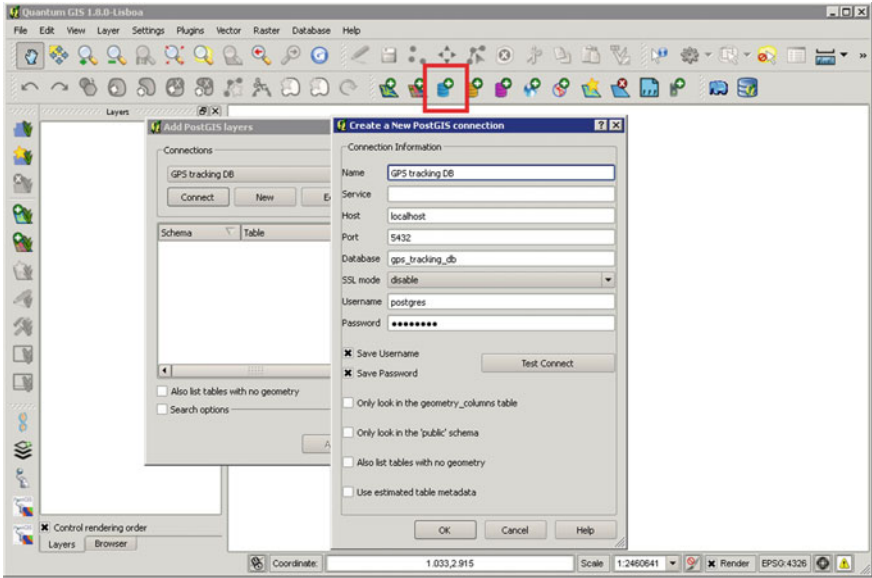 Quantum GIS 1.8.0-Lisboa
File Edit View Layer Settings Plugins Vector Raster Database Help
Layers
Add PostGIS layers
Connections
GPS tracking DB
Connect New
Schema Table
Also list tables with no geometry
Search options
Create a New PostGIS connection
Connection Information
Name GPS tracking DB
Service
Host localhost
Port 5432
Database gps_tracking_db
SSL mode disable
Username postgres
Password
Save Username
Save Password
Test Connect
Only look in the geometry_columns table
Only look in the 'public' schema
Also list tables with no geometry
Use estimated table metadata
OK Cancel Help
Control rendering order
Layers Browser
Coordinate: 1.033,2.915 Scale 1:2460641 Render EPSG:4326